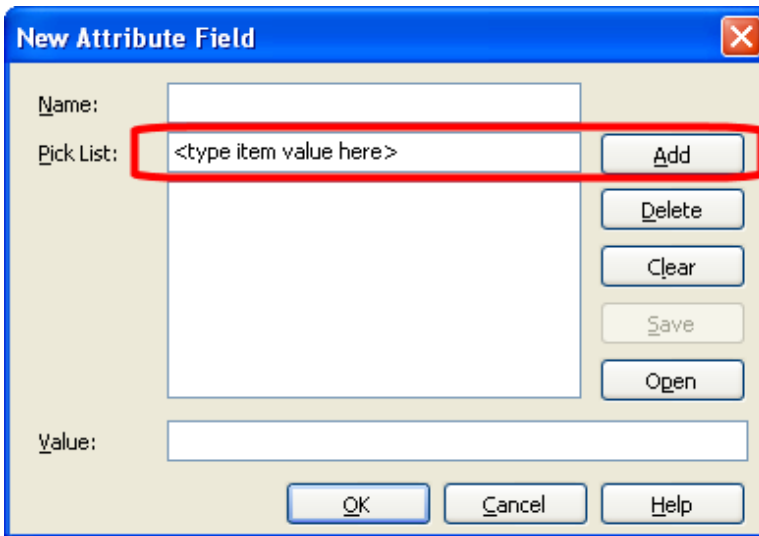 New Attribute Field
Name:
Pick List: <type item value here> Add
Delete
Clear
Save
Open
Value:
OK Cancel Help